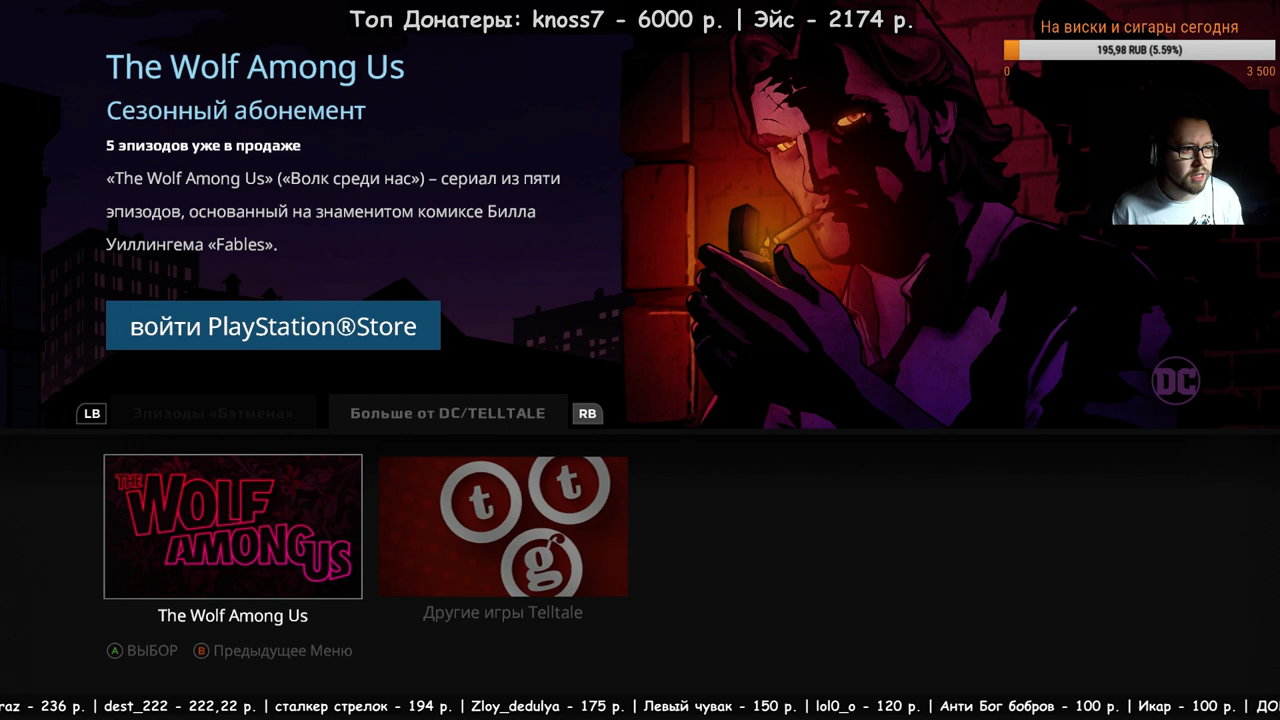 Топ Донатеры: knoss7 - 6000 р. | Эйс - 2174 р.
На виски и сигары сегодня
195,98 RUB (5.59%)
0 3 500
The Wolf Among Us
Сезонный абонемент
5 эпизодов уже в продаже
«The Wolf Among Us» («Волк среди нас») – сериал из пяти
эпизодов, основанный на знаменитом комиксе Билла
Уиллингема «Fables».
войти PlayStation®Store
DC
LB Эпизоды «Бэтмена» Больше от DC/TELLTALE RB
THE WOLF AMONG US
t t g
The Wolf Among Us
Другие игры Telltale
A ВЫБОР B Предыдущее Меню
raz - 236 р. | dest_222 - 222,22 р. | сталкер стрелок - 194 р. | Zloy_dedulya - 175 р. | Левый чувак - 150 р. | lol0_o - 120 р. | Анти Бог бобров - 100 р. | Икар - 100 р. | ДО